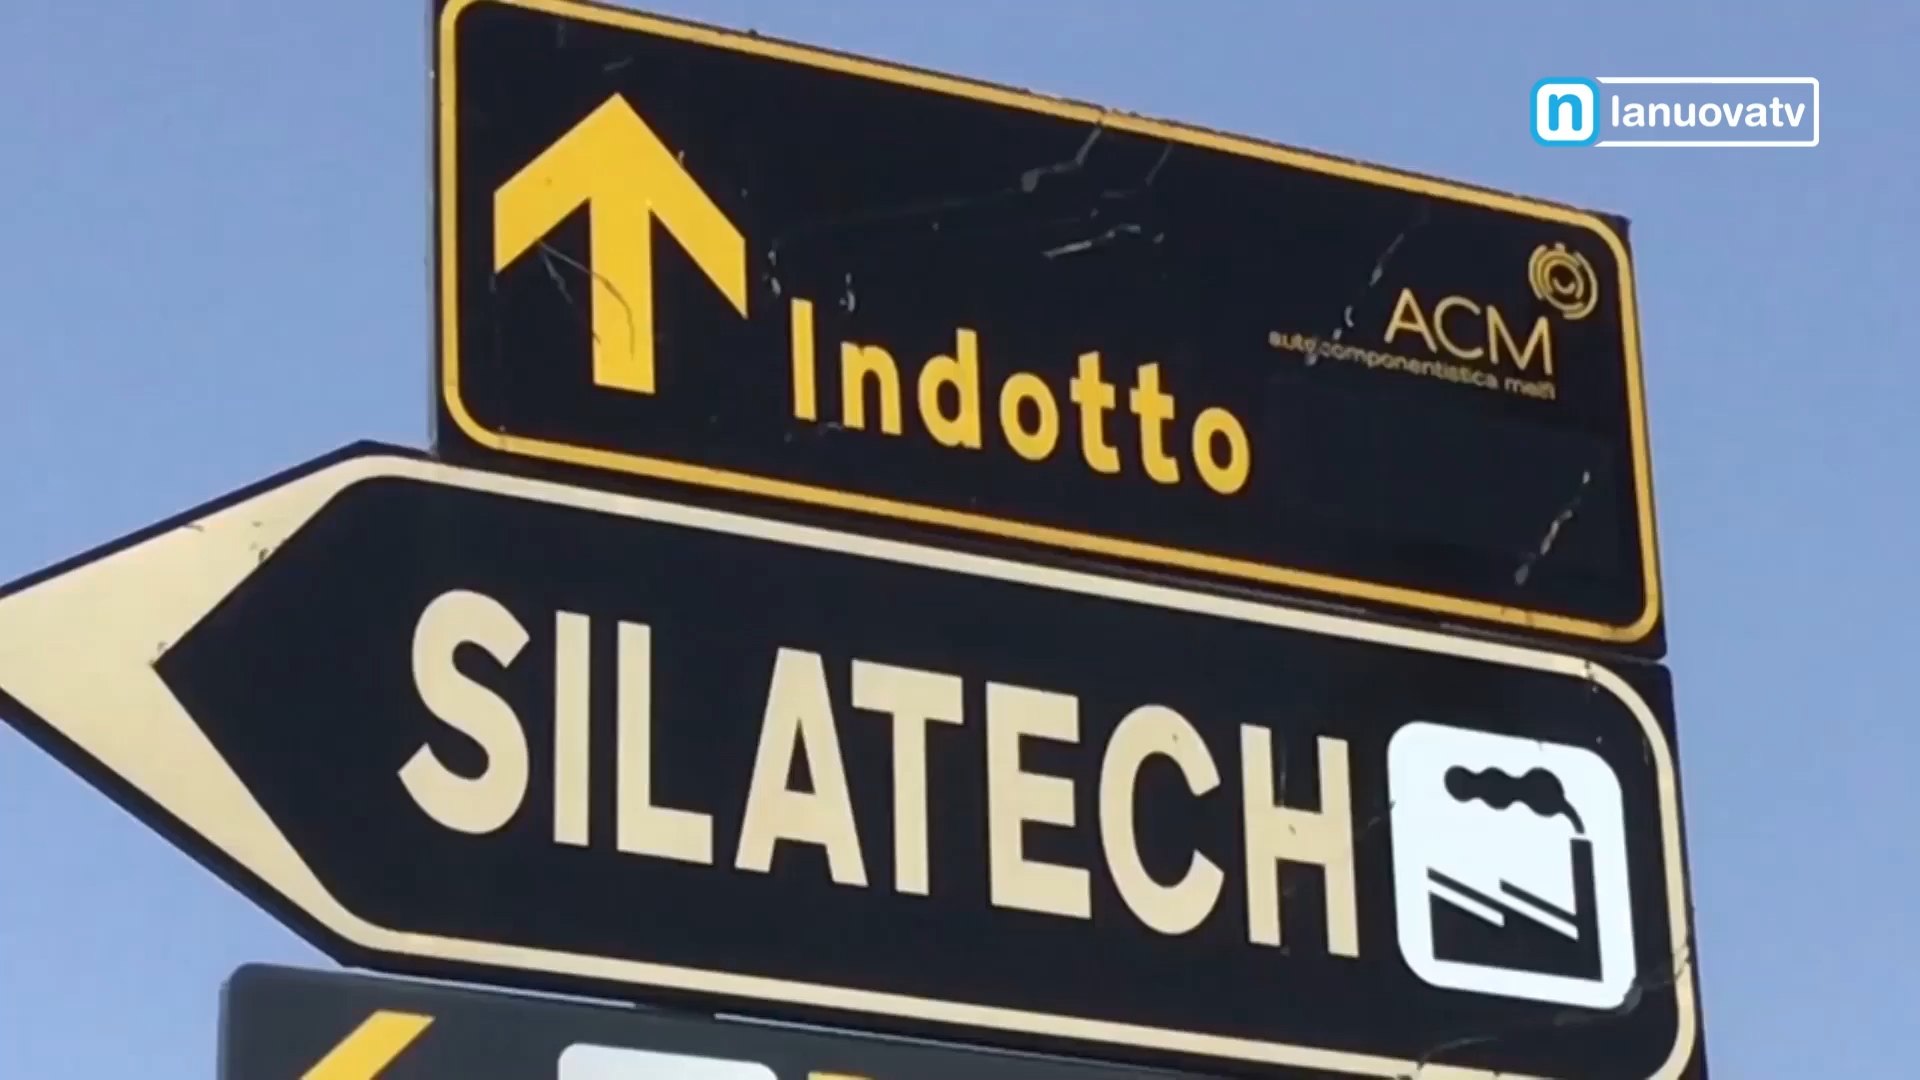 lanuovatv
Indotto
ACM
autocomponentistica melfi
SILATECH